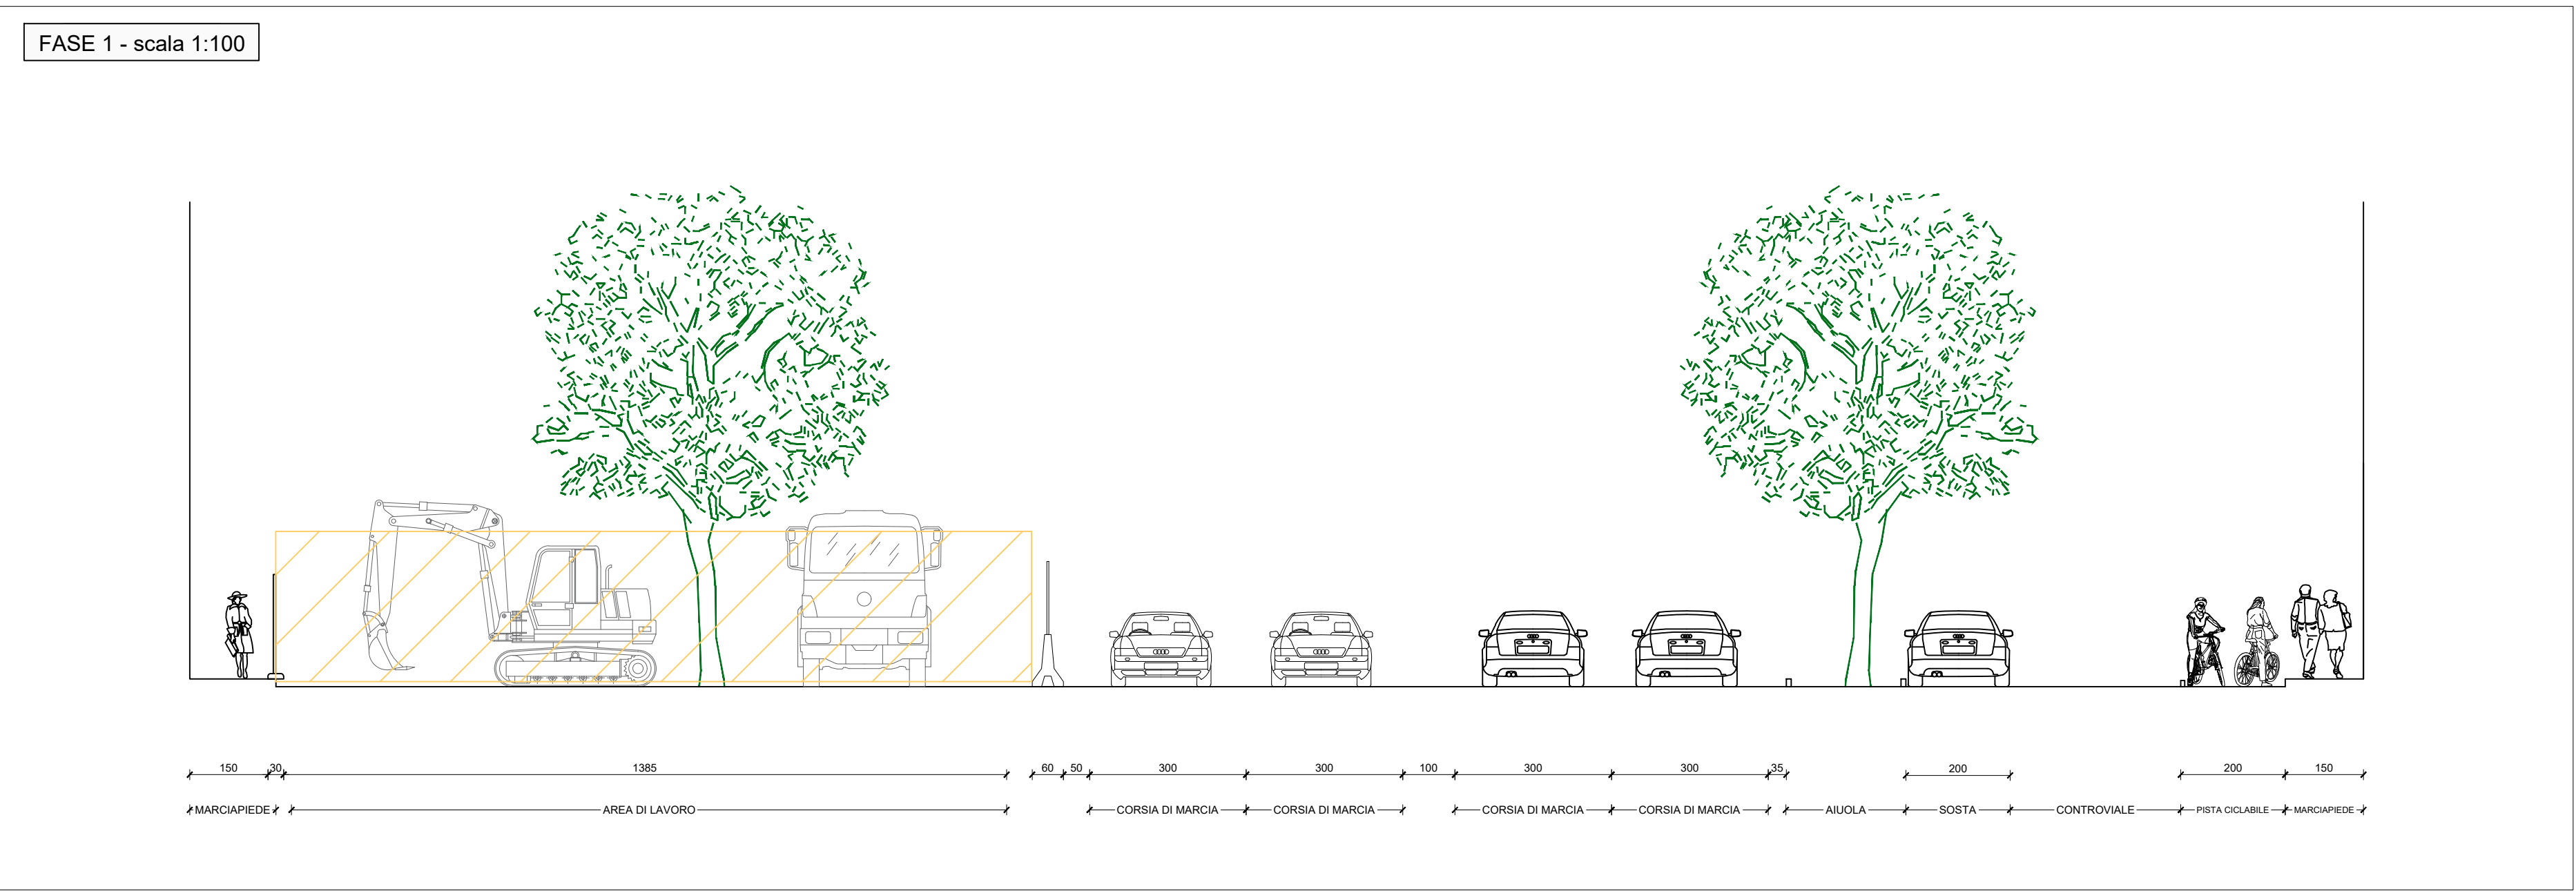 FASE 1 - scala 1:100
150 30 1385 60 50 300 300 100 300 300 35 200 200 150
MARCIAPIEDE AREA DI LAVORO CORSIA DI MARCIA CORSIA DI MARCIA CORSIA DI MARCIA CORSIA DI MARCIA AIUOLA SOSTA CONTROVIALE PISTA CICLABILE MARCIAPIEDE